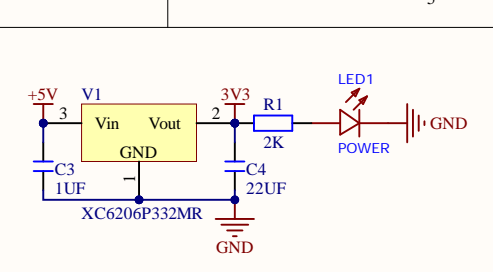 LED1
+5V
V1
3V3
3
Vin
Vout
2
R1
GND
2K
POWER
GND
C3
1UF
1
C4
22UF
XC6206P332MR
GND